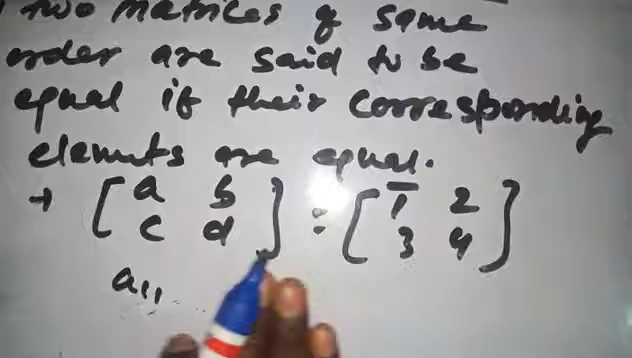 two matrices of same
order are said to be
equal if their corresponding
elemnts are equal.
→ [a b = [1 2
c d] 3 4]
a11